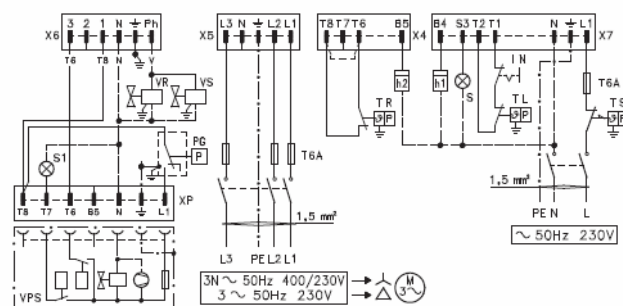 X6 3 2 1 N Ph
T6 T8 N V
VR VS
PG
P
S1
XP
T8 T7 T6 B5 N L1
VPS
X5 L3 N L2 L1
T6A
1,5 mm²
L3 PE L2 L1
3N ~ 50Hz 400/230V
3 ~ 50Hz 230V
M
3~
T8 T7 T6 B5 X4 B4 S3 T2 T1 N L1 X7
h2 h1
IN
S
TR
P
TL
P
T6A
TS
P
1,5 mm²
PE N L
~ 50Hz 230V